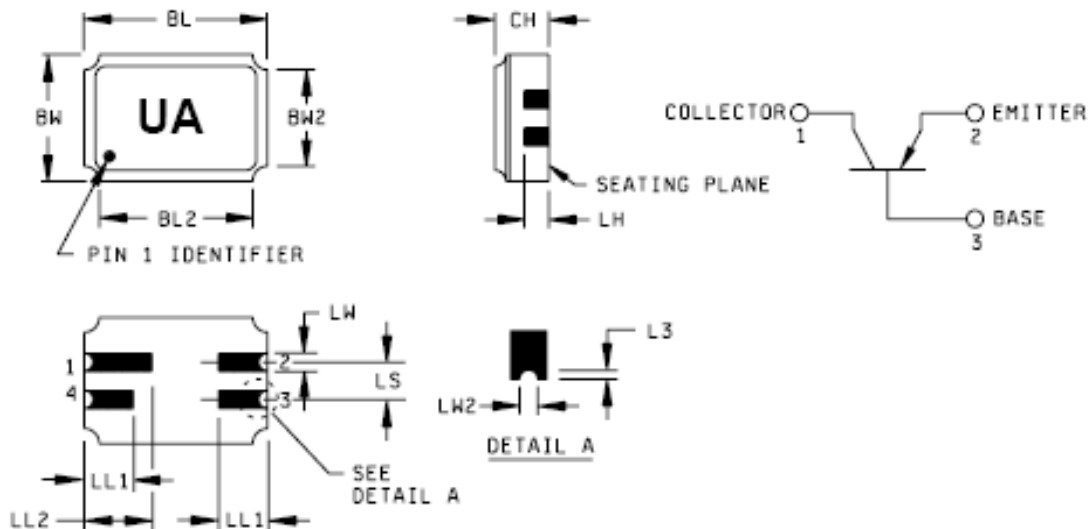 BL
CH
BW
UA
BW2
BL2
PIN 1 IDENTIFIER
SEATING PLANE
LH
COLLECTOR
1
EMITTER
2
BASE
3
LW
1
2
LS
4
3
LL1
LL2
LL1
SEE
DETAIL A
L3
LW2
DETAIL A